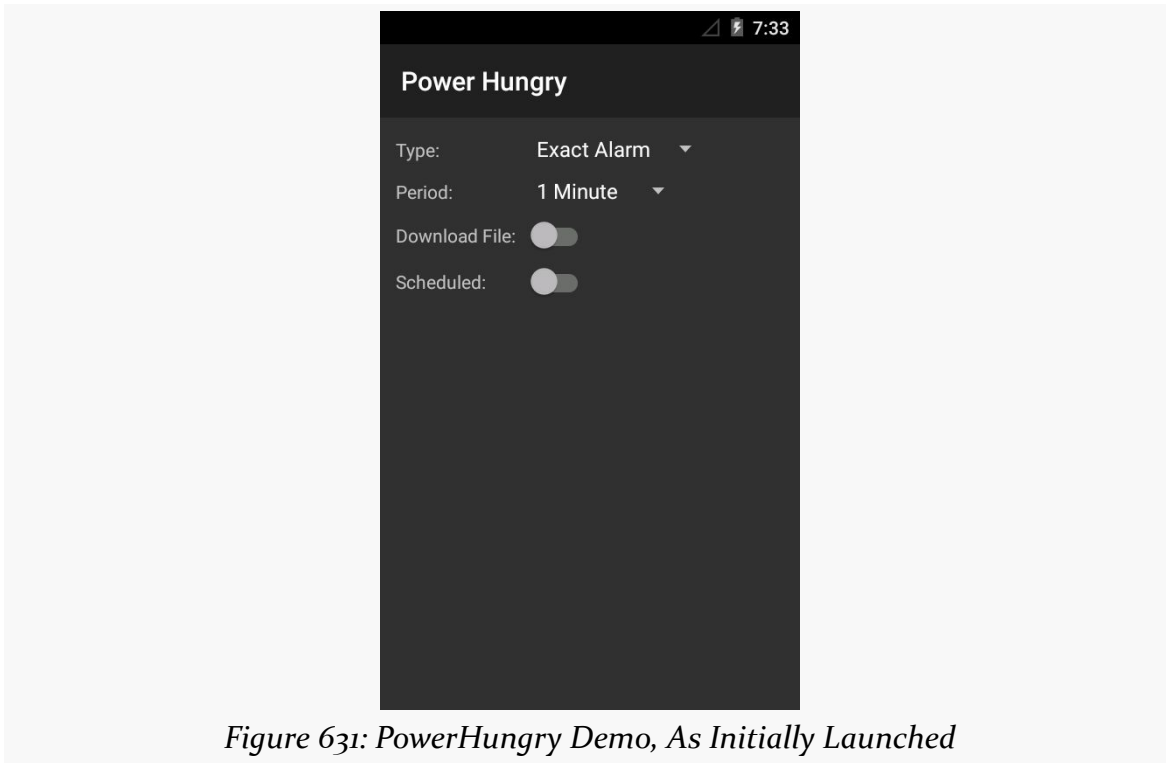 7:33
Power Hungry
Type: Exact Alarm
Period: 1 Minute
Download File:
Scheduled:
Figure 631: PowerHungry Demo, As Initially Launched